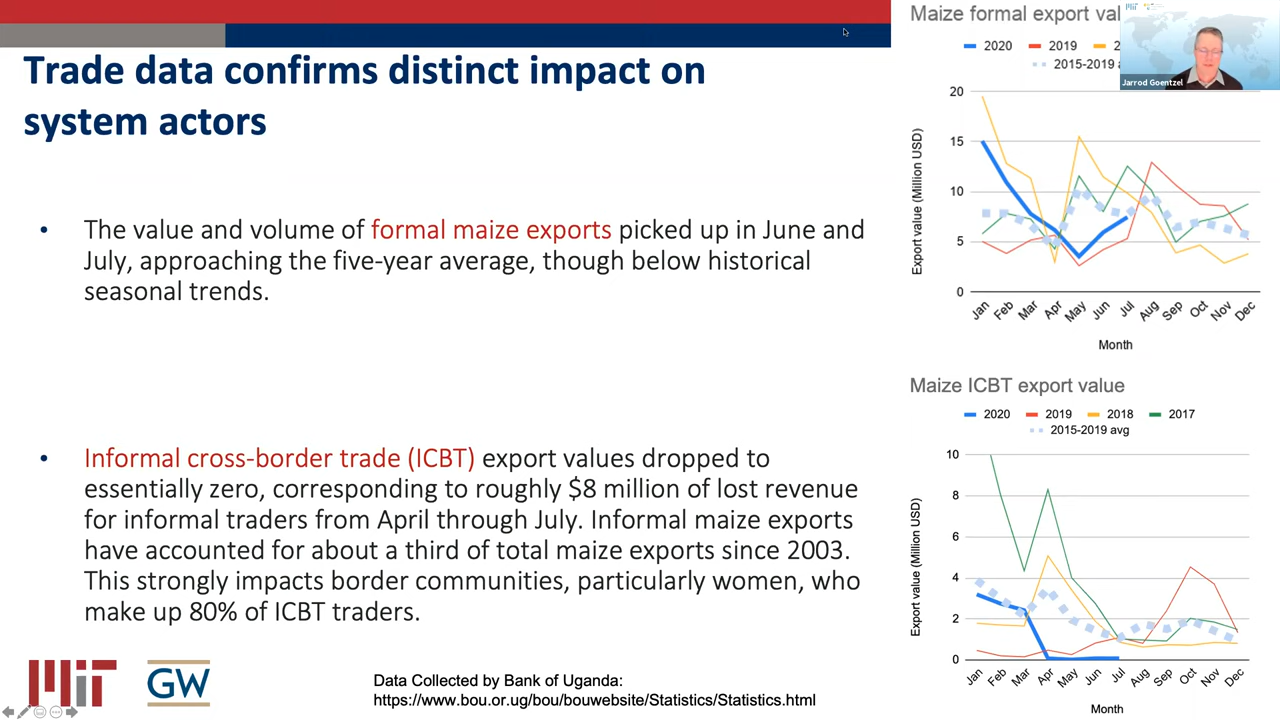 Trade data confirms distinct impact on
system actors
• The value and volume of formal maize exports picked up in June and
July, approaching the five-year average, though below historical
seasonal trends.
• Informal cross-border trade (ICBT) export values dropped to
essentially zero, corresponding to roughly $8 million of lost revenue
for informal traders from April through July. Informal maize exports
have accounted for about a third of total maize exports since 2003.
This strongly impacts border communities, particularly women, who
make up 80% of ICBT traders.
MIT
GW
Data Collected by Bank of Uganda:
https://www.bou.or.ug/bou/bouwebsite/Statistics/Statistics.html
Maize formal export val
2020 2019 2
2015-2019 a
Jarrod Goentzel
Export value (Million USD)
20
15
10
5
0
Jan Feb Mar Apr May Jun Jul Aug Sep Oct Nov Dec
Month
Maize ICBT export value
2020 2019 2018 2017
2015-2019 avg
Export value (Million USD)
10
8
6
4
2
0
Jan Feb Mar Apr May Jun Jul Aug Sep Oct Nov Dec
Month